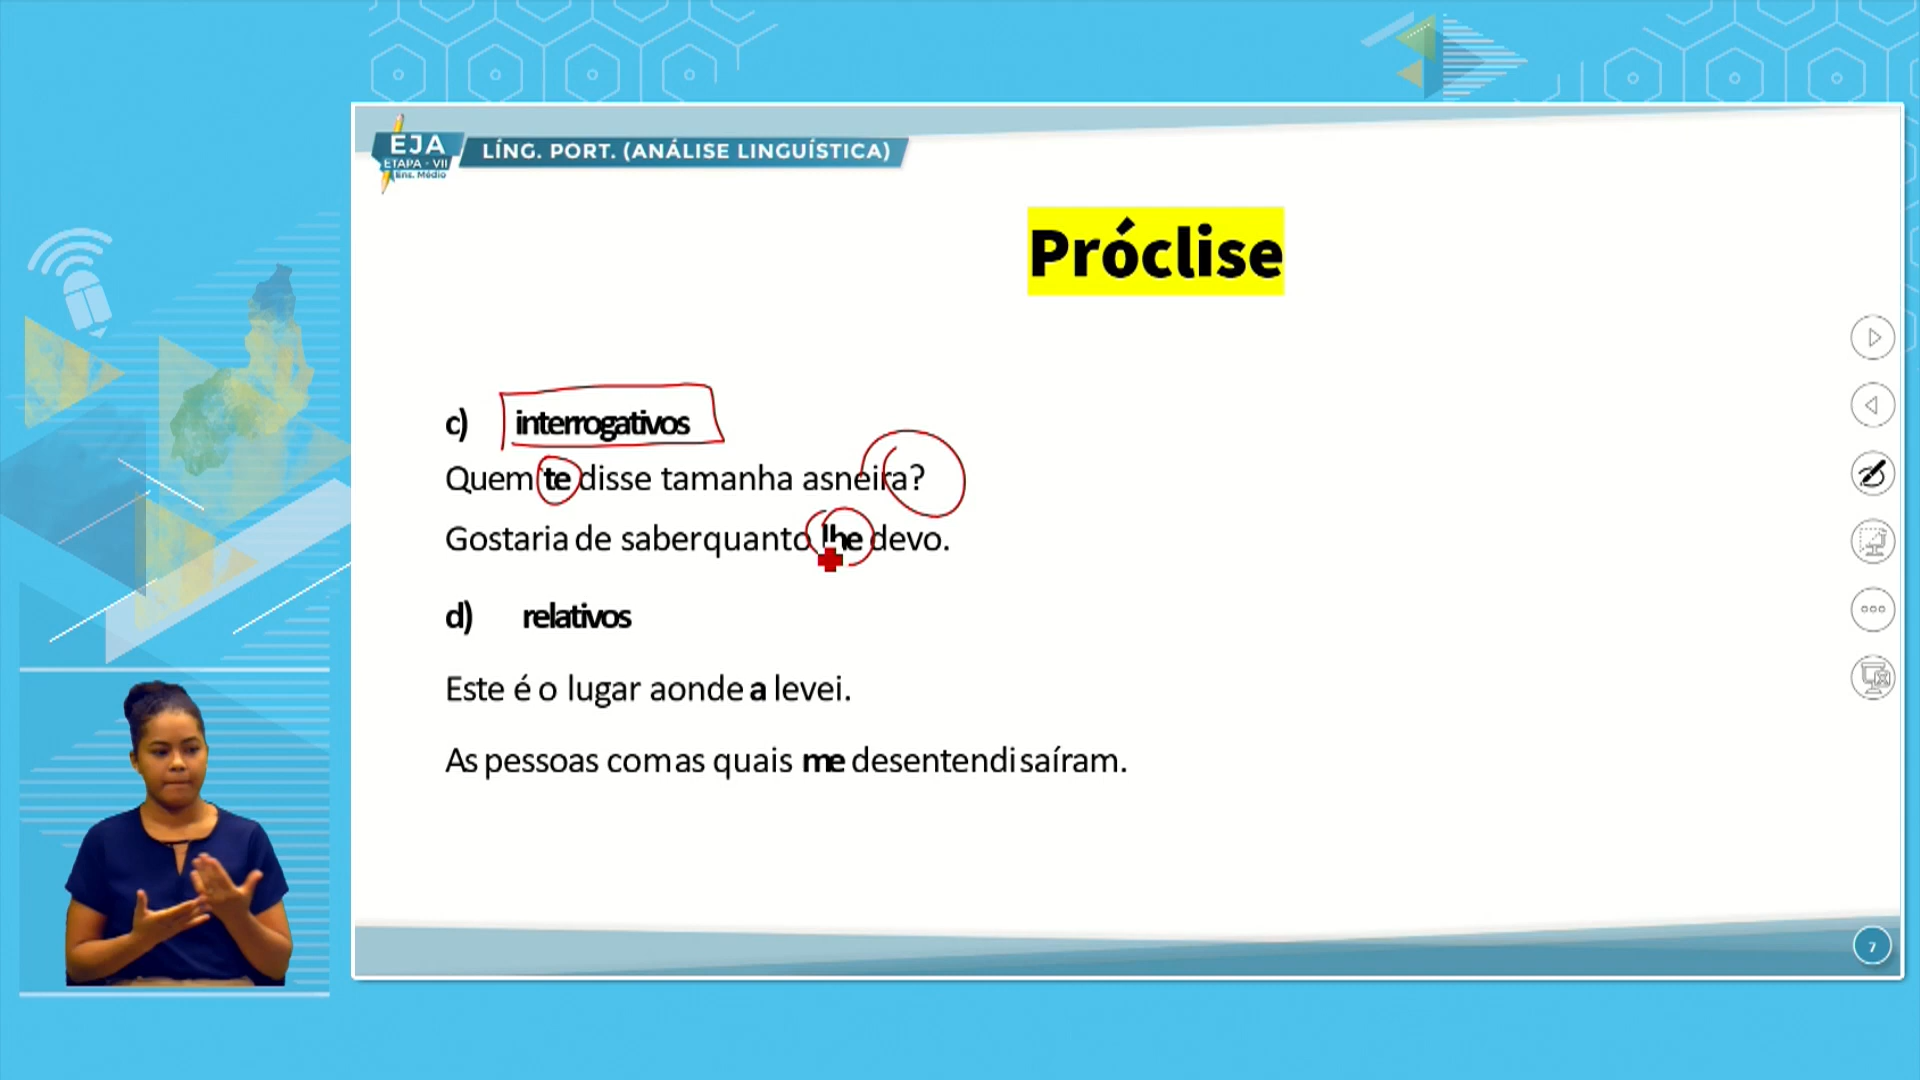 EJA
ETAPA - VII
Ens. Médio
LÍNG. PORT. (ANÁLISE LINGUÍSTICA)
Próclise
c) interrogativos
Quem te disse tamanha asneira?
Gostaria de saber quanto lhe devo.
d) relativos
Este é o lugar aonde a levei.
As pessoas com as quais me desentendi saíram.
7